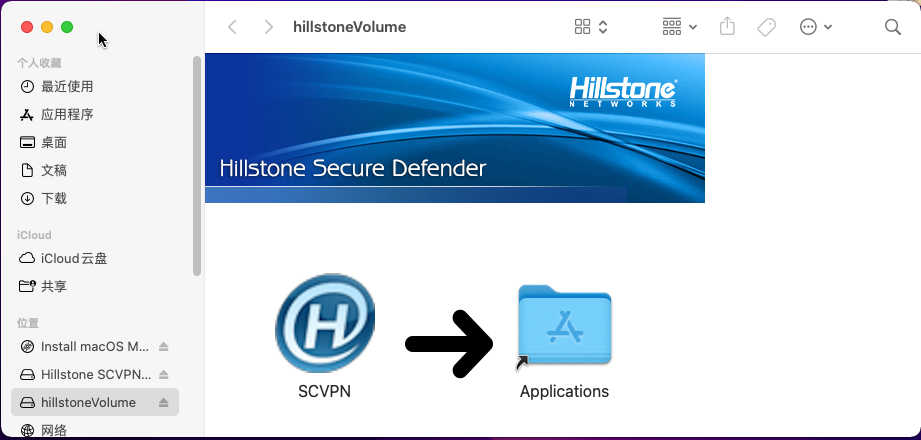 hillstoneVolume
个人收藏
最近使用
应用程序
桌面
文稿
下载
iCloud
iCloud云盘
共享
位置
Install macOS M...
Hillstone SCVPN...
hillstoneVolume
网络
Hillstone
NETWORKS
Hillstone Secure Defender
SCVPN
Applications